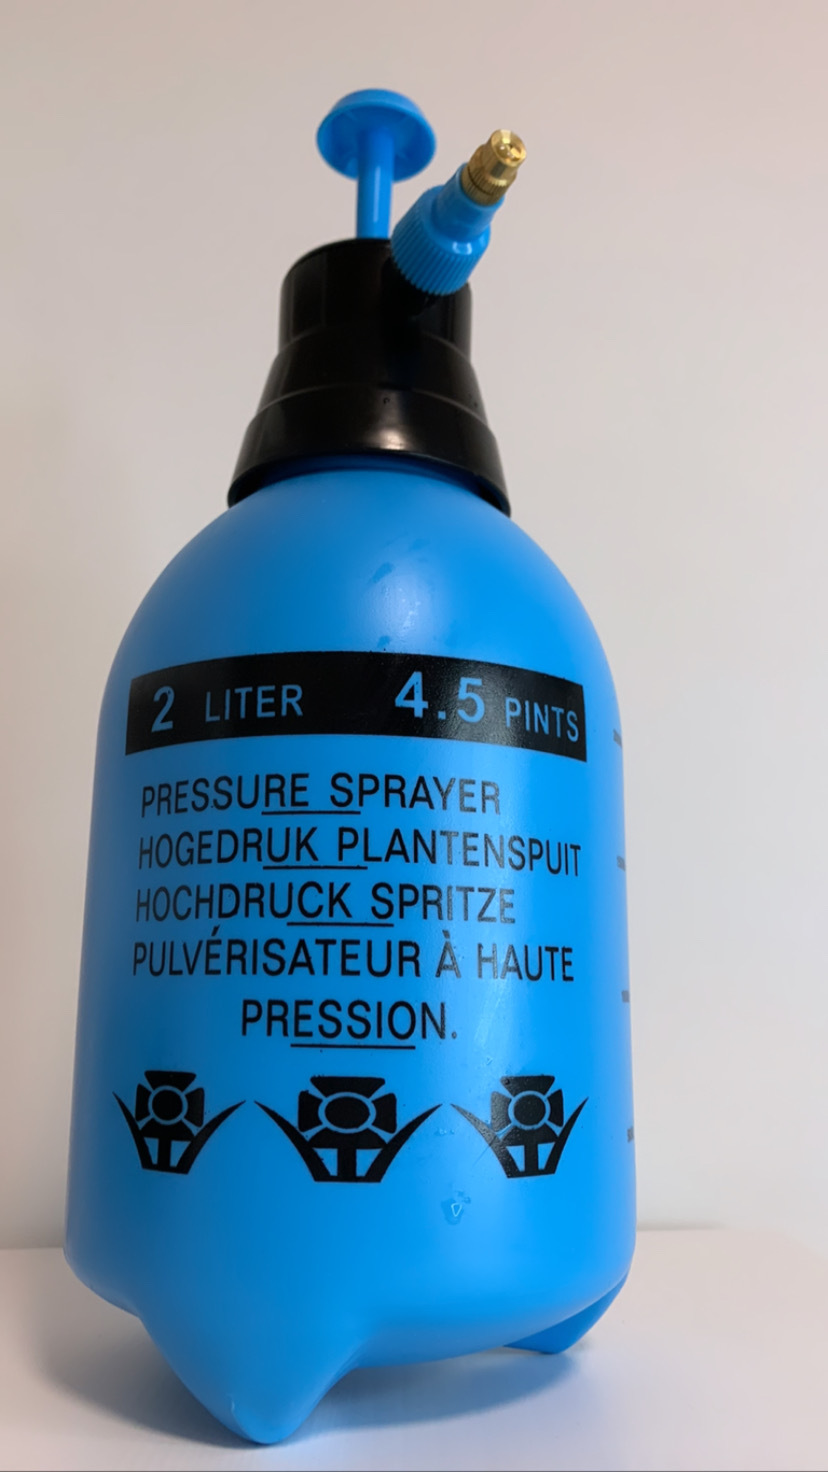 2 LITER 4.5 PINTS
PRESSURE SPRAYER
HOGEDRUK PLANTENSPUIT
HOCHDRUCK SPRITZE
PULVÉRISATEUR À HAUTE
PRESSION.